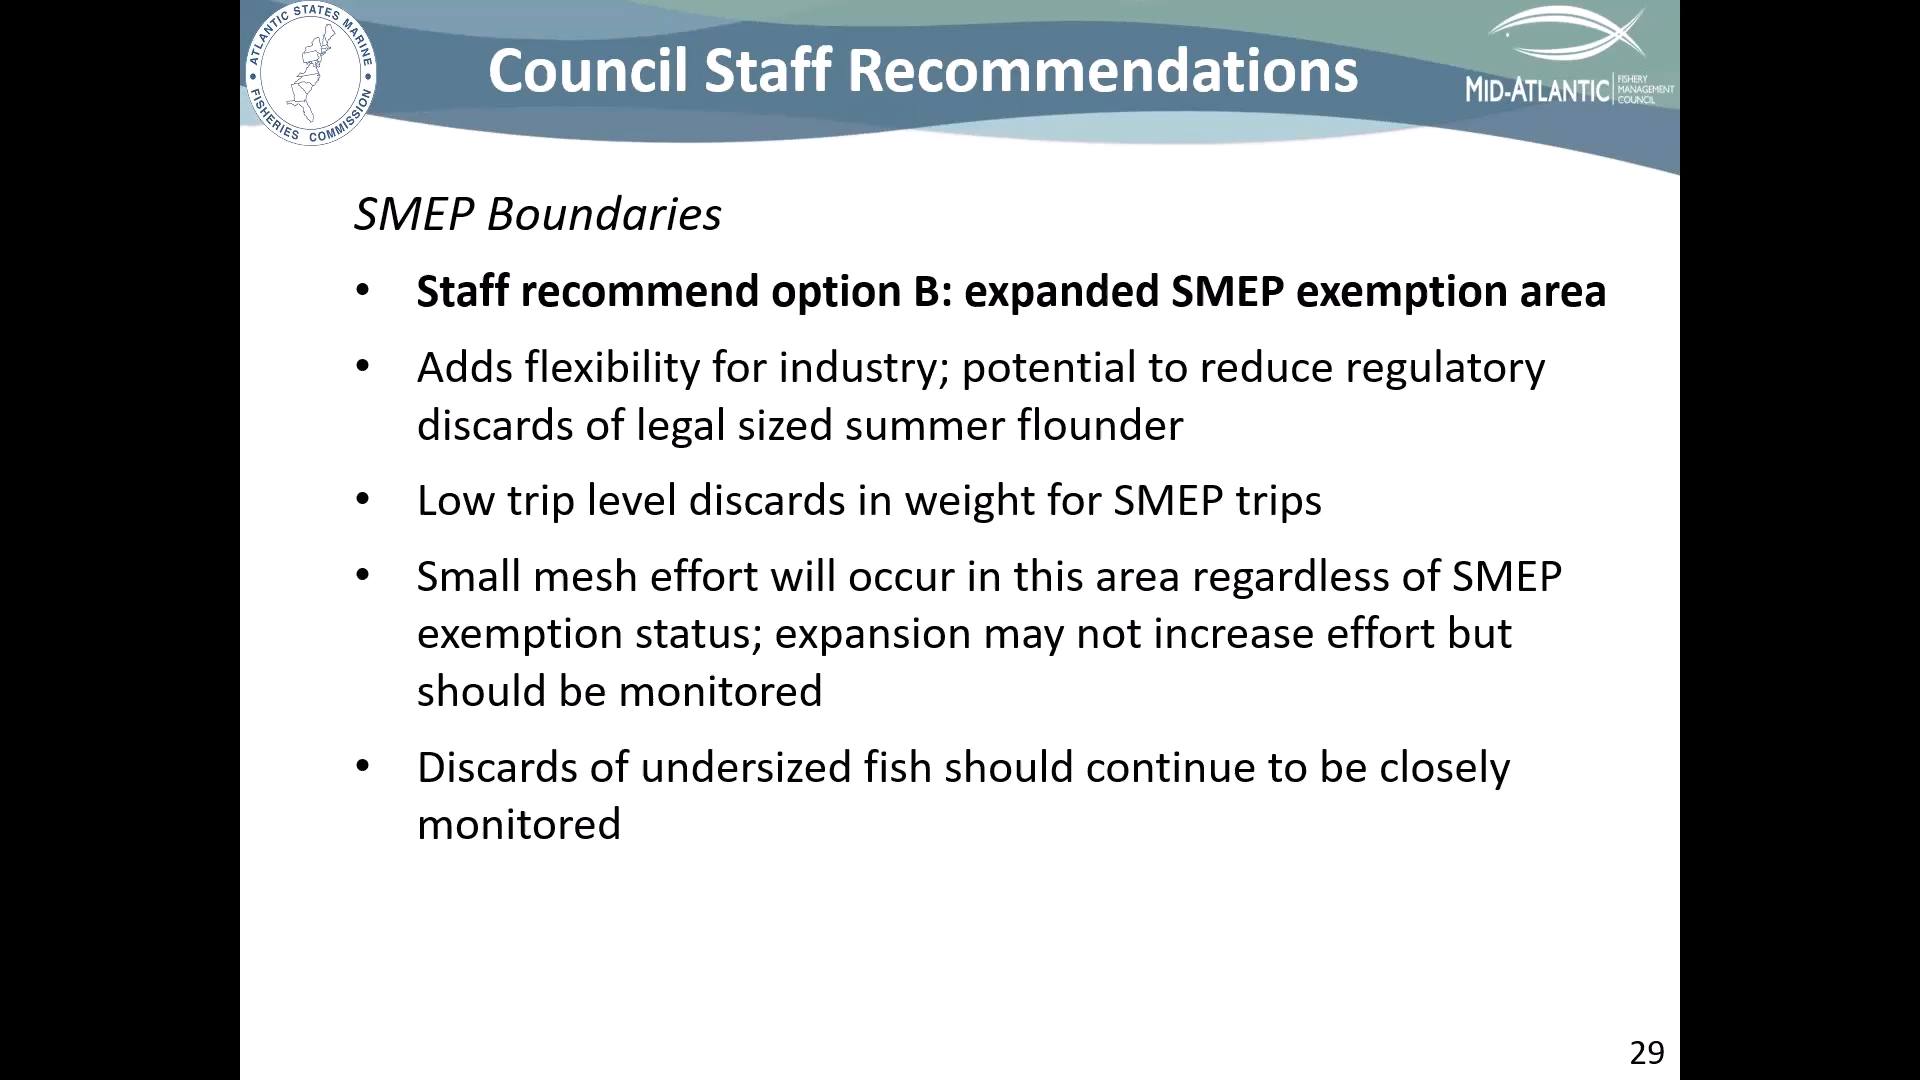 ATLANTIC STATES MARINE
FISHERIES COMMISSION
Council Staff Recommendations
MID-ATLANTIC
FISHERY
MANAGEMENT
COUNCIL
SMEP Boundaries
• Staff recommend option B: expanded SMEP exemption area
• Adds flexibility for industry; potential to reduce regulatory
discards of legal sized summer flounder
• Low trip level discards in weight for SMEP trips
• Small mesh effort will occur in this area regardless of SMEP
exemption status; expansion may not increase effort but
should be monitored
• Discards of undersized fish should continue to be closely
monitored
29